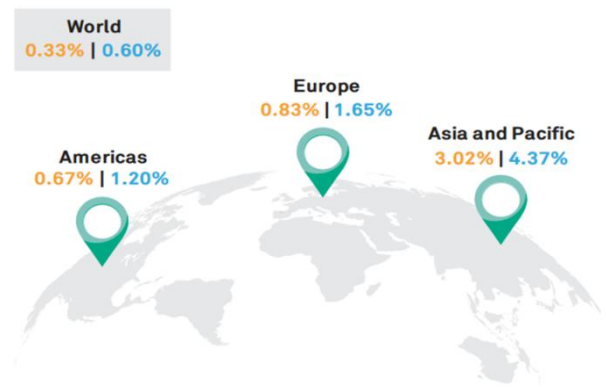 World
0.33% | 0.60%
Europe
0.83% | 1.65%
Asia and Pacific
3.02% | 4.37%
Americas
0.67% | 1.20%